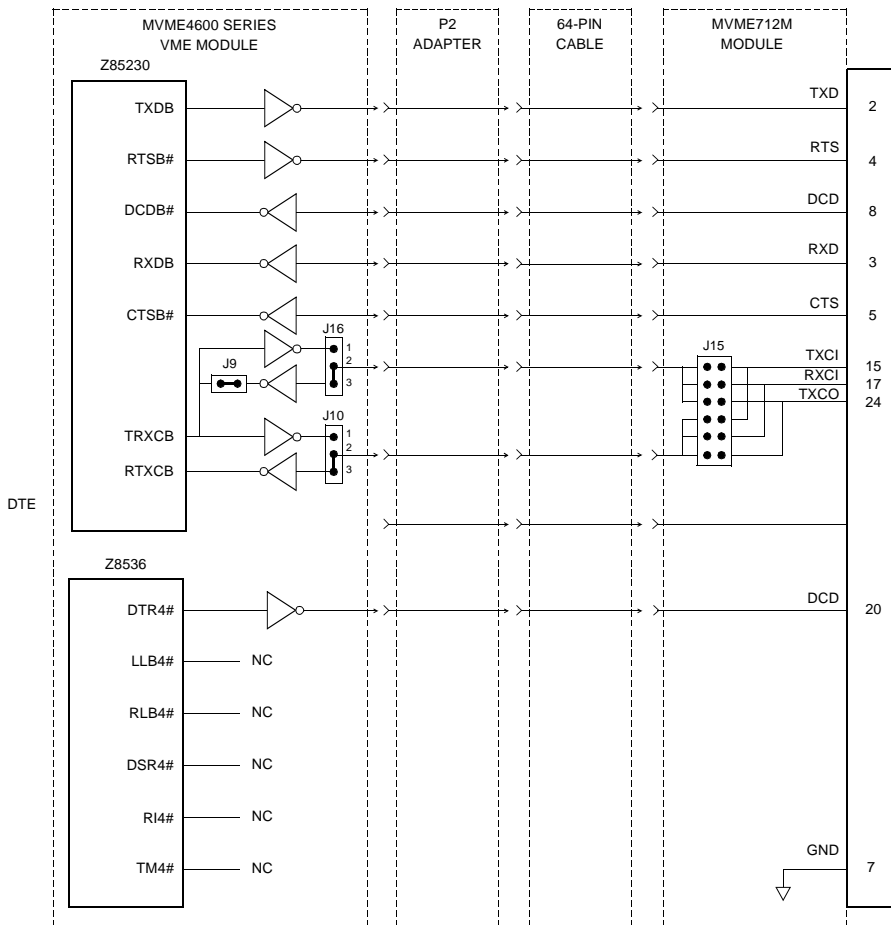 MVME4600 SERIES
VME MODULE
P2
ADAPTER
64-PIN
CABLE
MVME712M
MODULE
Z85230
TXDB
TXD
2
RTSB#
RTS
4
DCDB#
DCD
8
RXDB
RXD
3
CTSB#
CTS
5
J16
1
2
3
J9
J15
TXCI
15
RXCI
17
TXCO
24
J10
TRXCB
1
2
3
RTXCB
DTE
Z8536
DTR4#
DCD
20
LLB4#
NC
RLB4#
NC
DSR4#
NC
RI4#
NC
TM4#
NC
GND
7